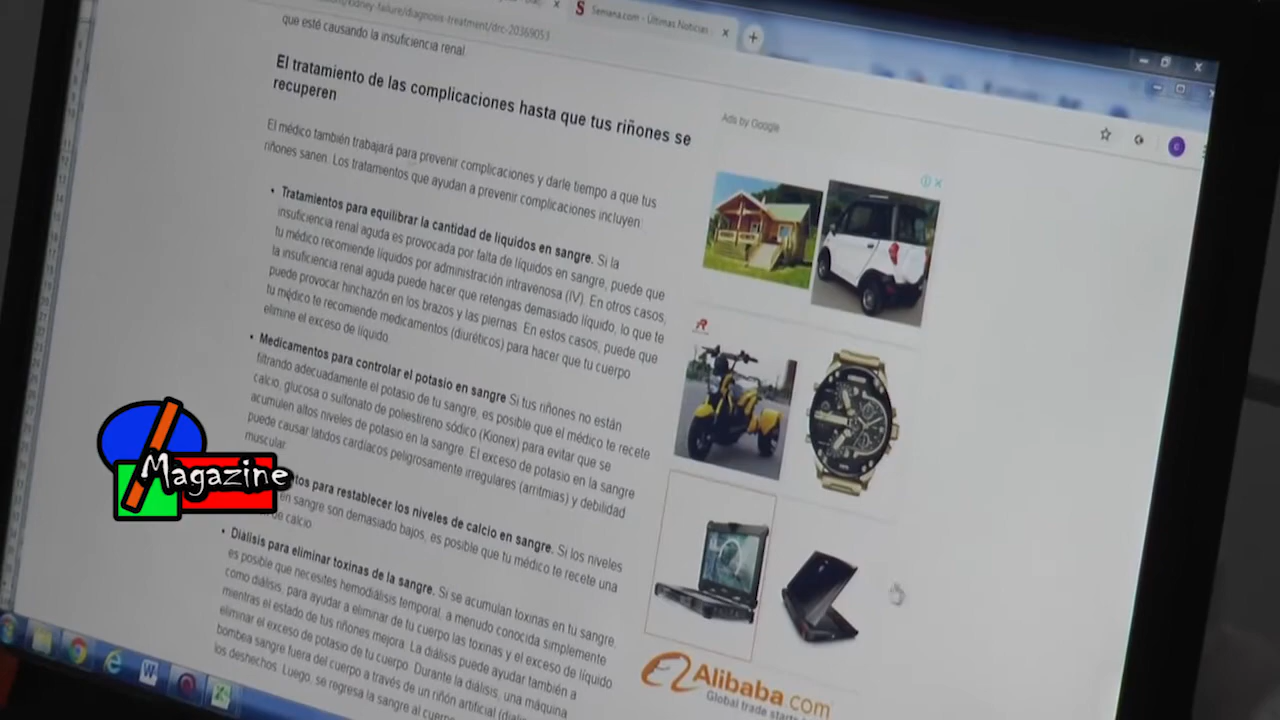 kidney-failure/diagnosis-treatment/drc-20369053
Semana.com - Últimas Noticias
que esté causando la insuficiencia renal.
El tratamiento de las complicaciones hasta que tus riñones se
recuperen
Ads by Google
El médico también trabajará para prevenir complicaciones y darle tiempo a que tus
riñones sanen. Los tratamientos que ayudan a prevenir complicaciones incluyen:
• Tratamientos para equilibrar la cantidad de líquidos en sangre. Si la
insuficiencia renal aguda es provocada por falta de líquidos en sangre, puede que
tu médico recomiende líquidos por administración intravenosa (IV). En otros casos,
la insuficiencia renal aguda puede hacer que retengas demasiado líquido, lo que te
puede provocar hinchazón en los brazos y las piernas. En estos casos, puede que
tu médico te recomiende medicamentos (diuréticos) para hacer que tu cuerpo
elimine el exceso de líquido.
• Medicamentos para controlar el potasio en sangre Si tus riñones no están
filtrando adecuadamente el potasio de tu sangre, es posible que el médico te recete
calcio, glucosa o sulfonato de poliestireno sódico (Kionex) para evitar que se
acumulen altos niveles de potasio en la sangre. El exceso de potasio en la sangre
puede causar latidos cardíacos peligrosamente irregulares (arritmias) y debilidad
muscular.
tos para restablecer los niveles de calcio en sangre. Si los niveles
en sangre son demasiado bajos, es posible que tu médico te recete una
de calcio.
• Diálisis para eliminar toxinas de la sangre. Si se acumulan toxinas en tu sangre,
es posible que necesites hemodiálisis temporal, a menudo conocida simplemente
como diálisis, para ayudar a eliminar de tu cuerpo las toxinas y el exceso de líquido
mientras el estado de tus riñones mejora. La diálisis puede ayudar también a
eliminar el exceso de potasio de tu cuerpo. Durante la diálisis, una máquina
bombea sangre fuera del cuerpo a través de un riñón artificial
los deshechos. Luego, se regresa la sangre al
Magazine
Alibaba.com
Global trade starts